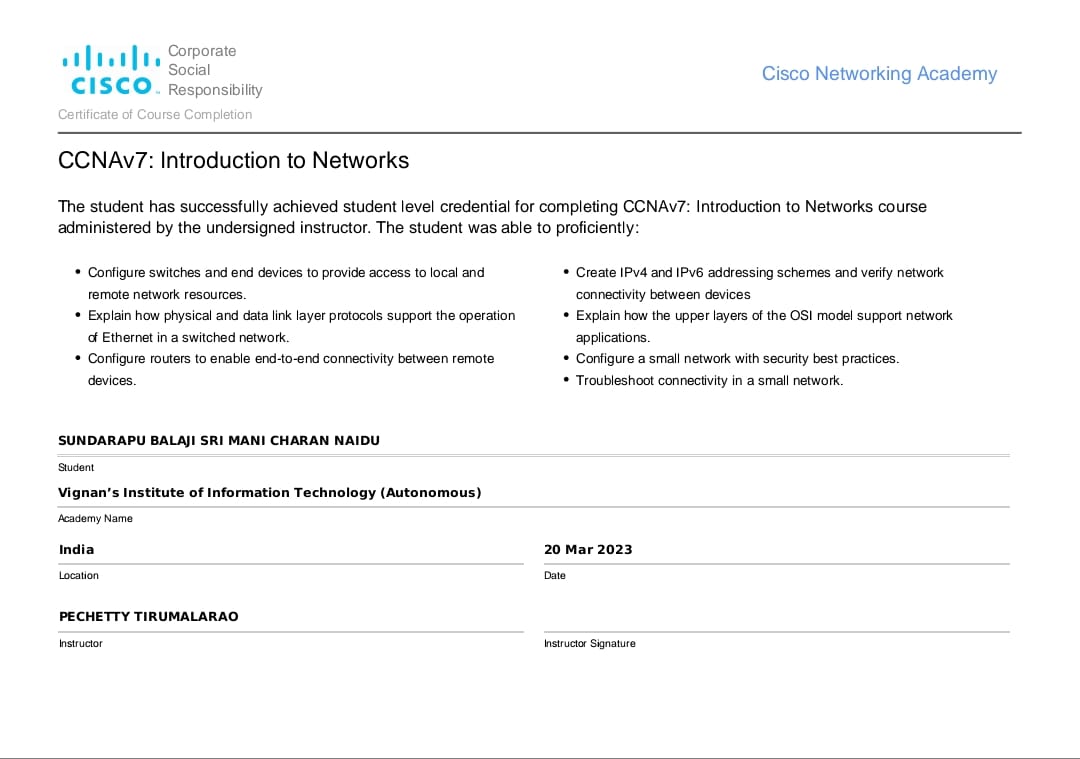 CISCO
Corporate
Social
Responsibility
Cisco Networking Academy
Certificate of Course Completion
CCNAv7: Introduction to Networks
The student has successfully achieved student level credential for completing CCNAv7: Introduction to Networks course
administered by the undersigned instructor. The student was able to proficiently:
• Configure switches and end devices to provide access to local and
remote network resources.
• Explain how physical and data link layer protocols support the operation
of Ethernet in a switched network.
• Configure routers to enable end-to-end connectivity between remote
devices.
• Create IPv4 and IPv6 addressing schemes and verify network
connectivity between devices
• Explain how the upper layers of the OSI model support network
applications.
• Configure a small network with security best practices.
• Troubleshoot connectivity in a small network.
SUNDARAPU BALAJI SRI MANI CHARAN NAIDU
Student
Vignan’s Institute of Information Technology (Autonomous)
Academy Name
India
Location
20 Mar 2023
Date
PECHETTY TIRUMALARAO
Instructor
Instructor Signature